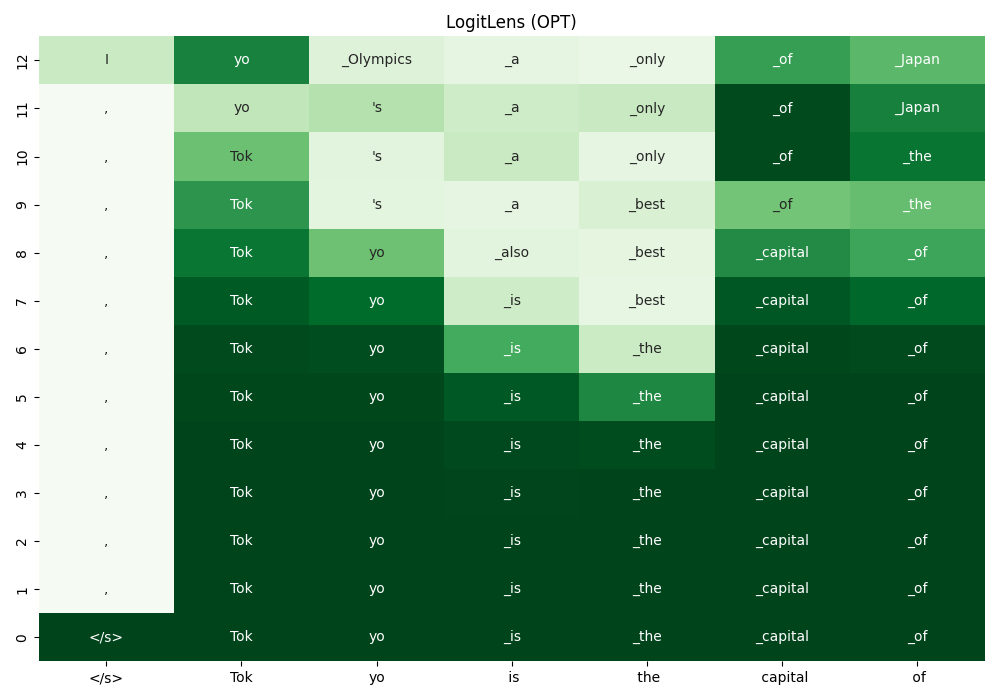 LogitLens (OPT)
12 I yo _Olympics _a _only _of _Japan
11 , yo 's _a _only _of _Japan
10 , Tok 's _a _only _of _the
9 , Tok 's _a _best _of _the
8 , Tok yo _also _best _capital _of
7 , Tok yo _is _best _capital _of
6 , Tok yo _is _the _capital _of
5 , Tok yo _is _the _capital _of
4 , Tok yo _is _the _capital _of
3 , Tok yo _is _the _capital _of
2 , Tok yo _is _the _capital _of
1 , Tok yo _is _the _capital _of
0 </s> Tok yo _is _the _capital _of
</s> Tok yo is the capital of